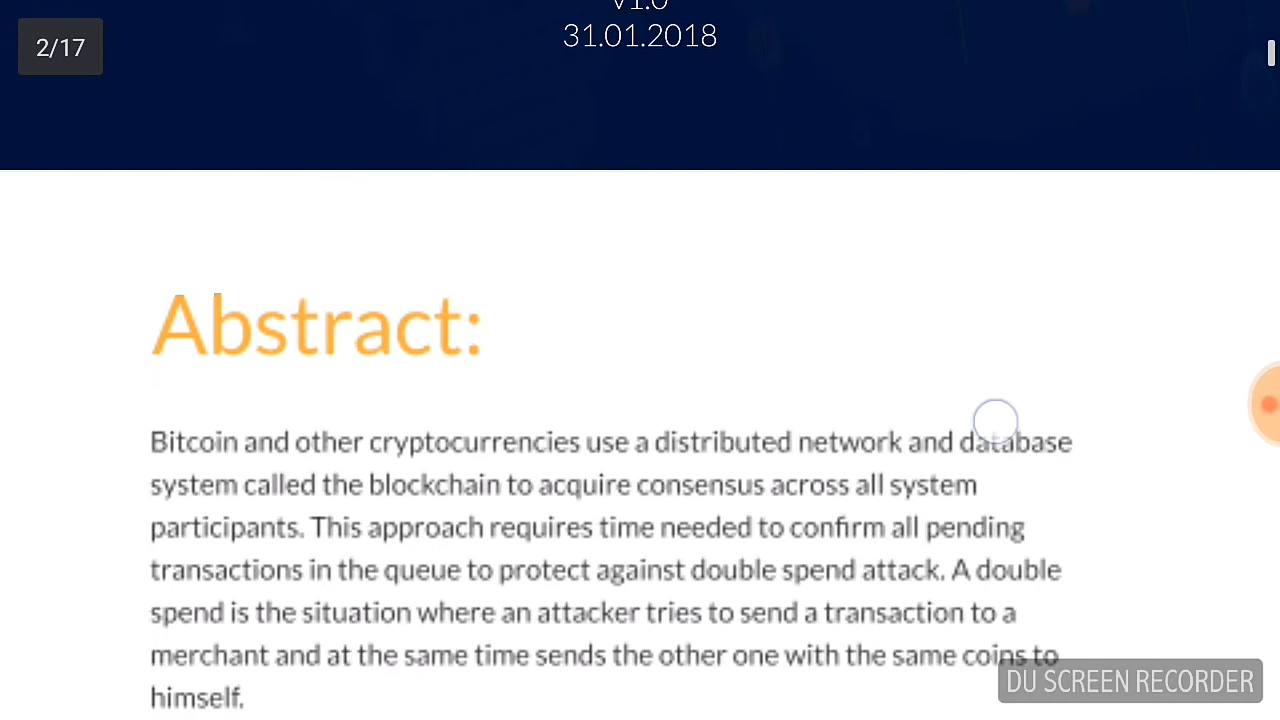 v1.0
31.01.2018
2/17
Abstract:
Bitcoin and other cryptocurrencies use a distributed network and database
system called the blockchain to acquire consensus across all system
participants. This approach requires time needed to confirm all pending
transactions in the queue to protect against double spend attack. A double
spend is the situation where an attacker tries to send a transaction to a
merchant and at the same time sends the other one with the same coins to
himself.
DU SCREEN RECORDER